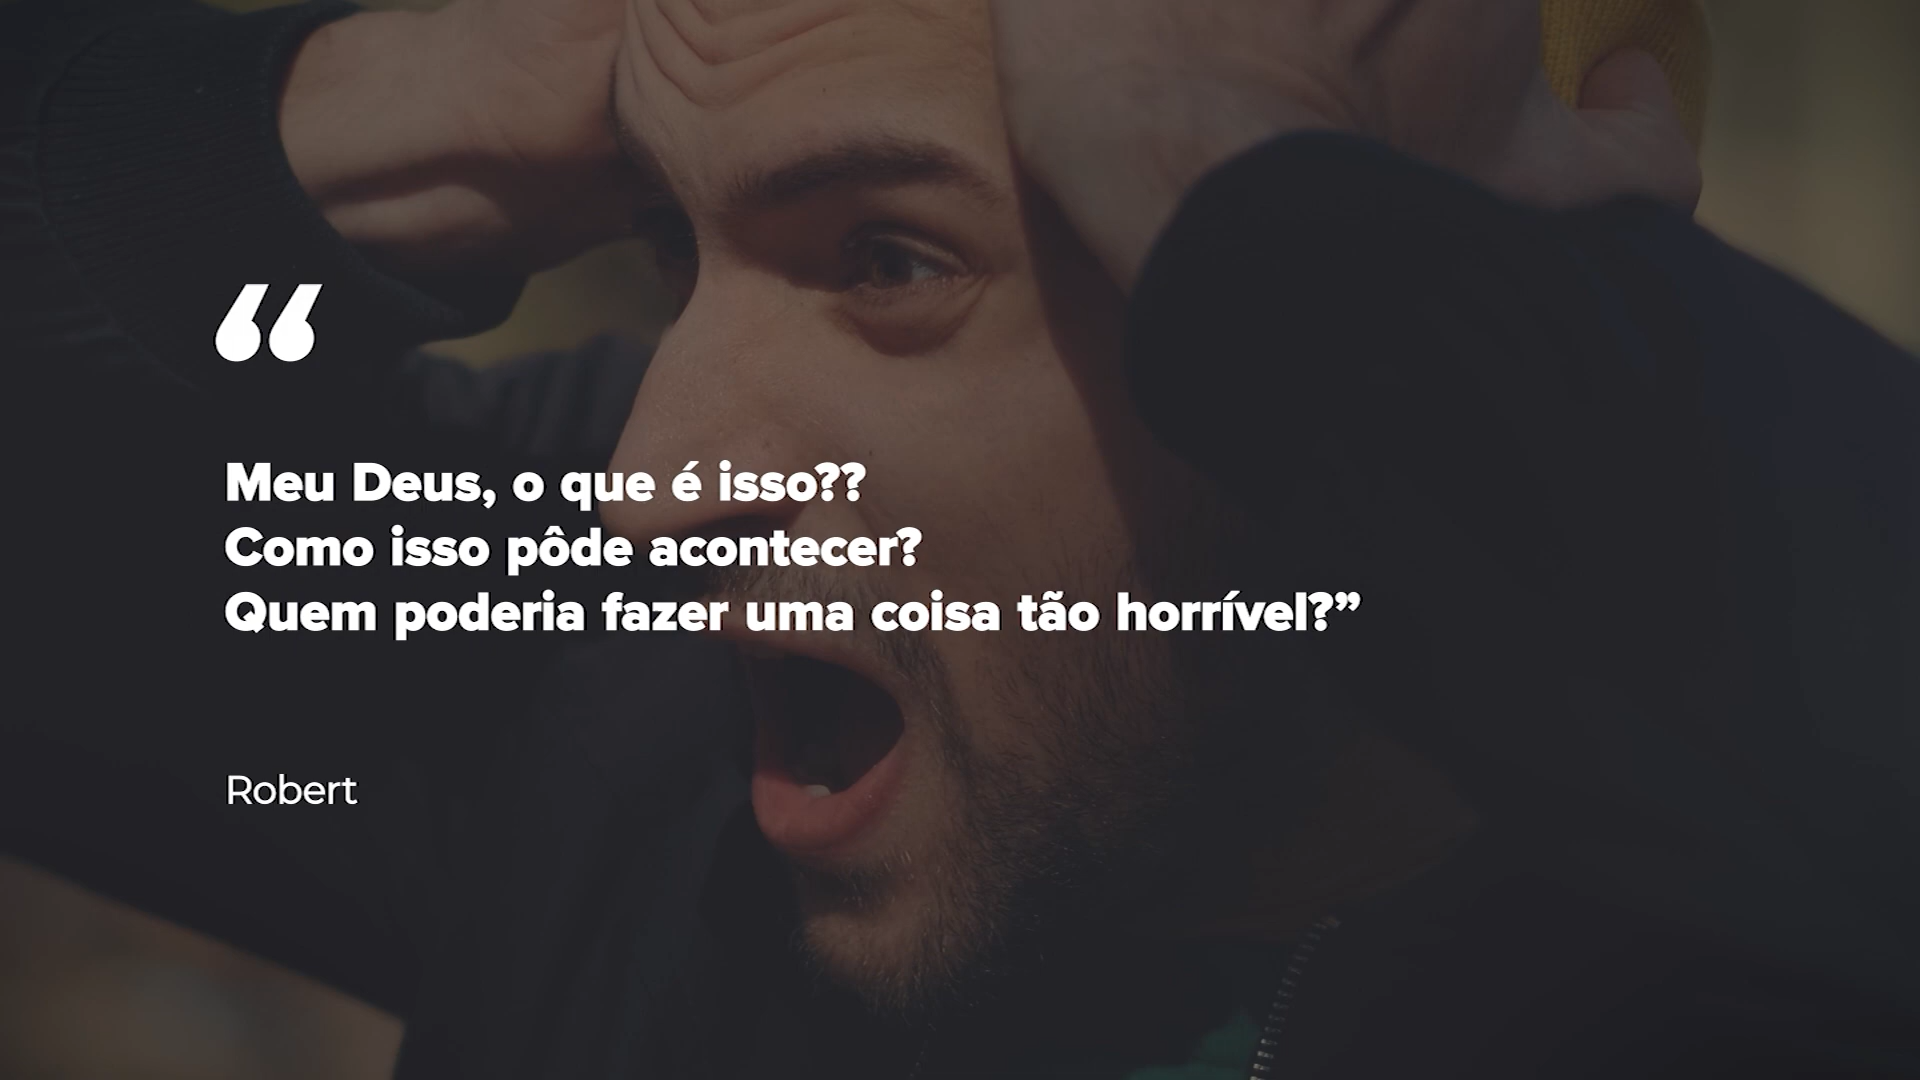 “
Meu Deus, o que é isso??
Como isso pôde acontecer?
Quem poderia fazer uma coisa tão horrível?”
Robert